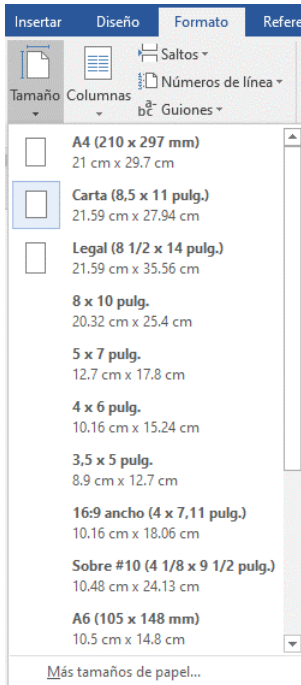 Insertar Diseño Formato Refere
Saltos
Números de línea
Tamaño Columnas
Guiones
A4 (210 x 297 mm)
21 cm x 29.7 cm
Carta (8,5 x 11 pulg.)
21.59 cm x 27.94 cm
Legal (8 1/2 x 14 pulg.)
21.59 cm x 35.56 cm
8 x 10 pulg.
20.32 cm x 25.4 cm
5 x 7 pulg.
12.7 cm x 17.8 cm
4 x 6 pulg.
10.16 cm x 15.24 cm
3,5 x 5 pulg.
8.9 cm x 12.7 cm
16:9 ancho (4 x 7,11 pulg.)
10.16 cm x 18.06 cm
Sobre #10 (4 1/8 x 9 1/2 pulg.)
10.48 cm x 24.13 cm
A6 (105 x 148 mm)
10.5 cm x 14.8 cm
Más tamaños de papel...